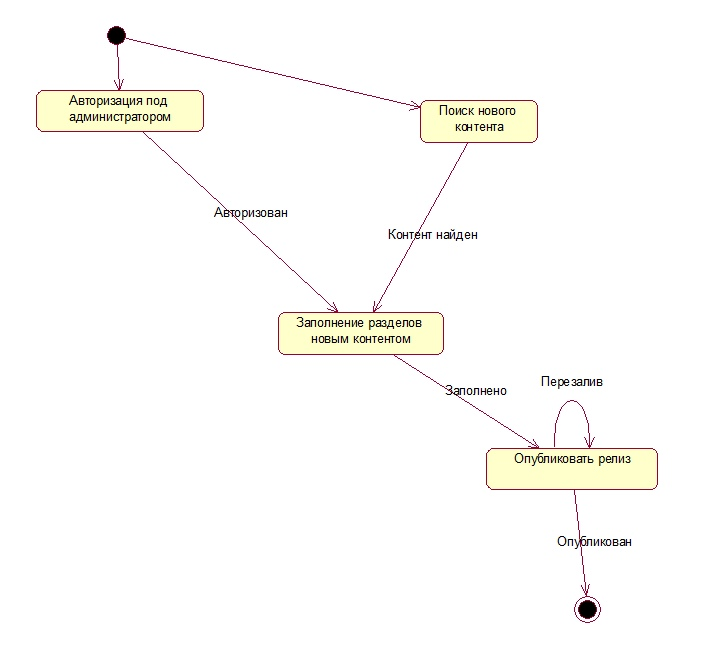 Авторизация под
администратором
Поиск нового
контента
Авторизован
Контент найден
Заполнение разделов
новым контентом
Заполнено
Перезалив
Опубликовать релиз
Опубликован